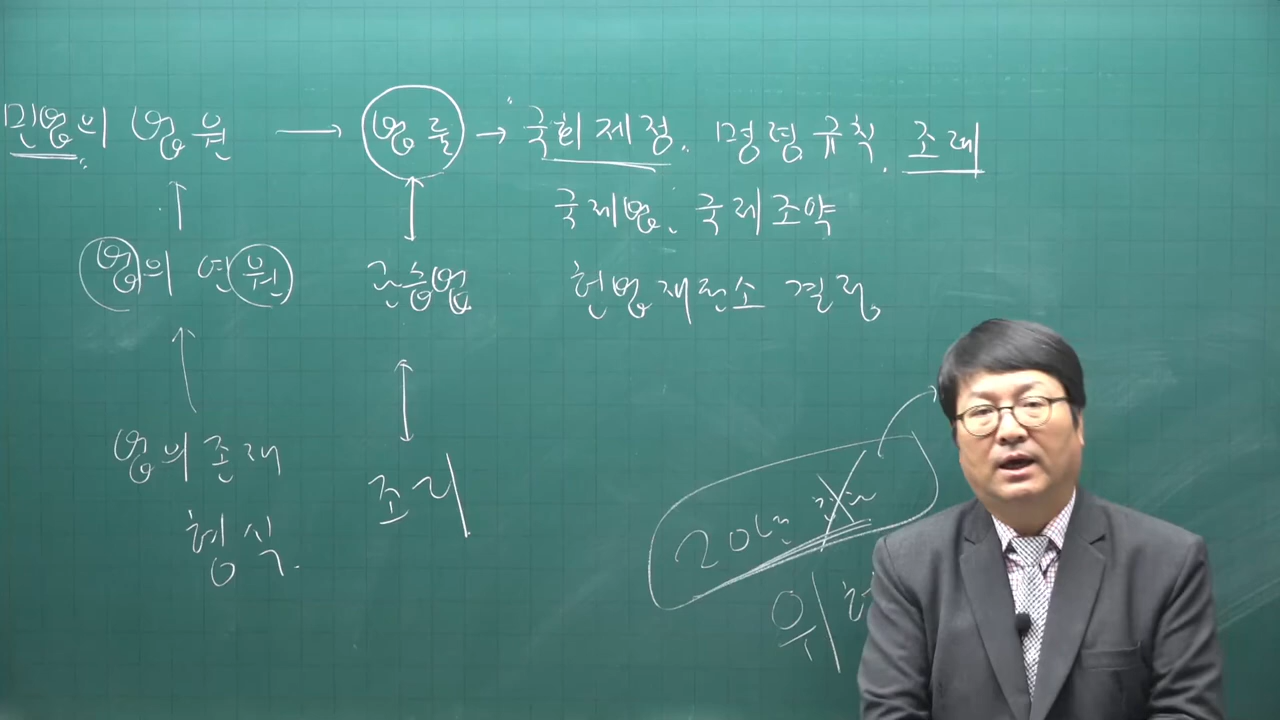 민법의 법원 → 법률 → 국회제정. 명령. 규칙. 조례
국제법. 국제조약
법의 연원 관습법 헌법재판소 결정
법의 존재 조리
형식.
20년
위헌